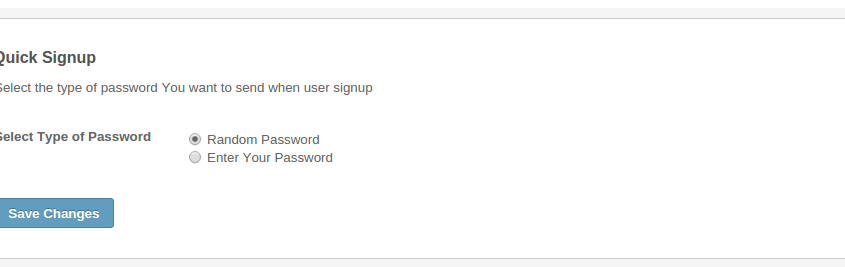 Quick Signup
Select the type of password You want to send when user signup
Select Type of Password
Random Password
Enter Your Password
Save Changes